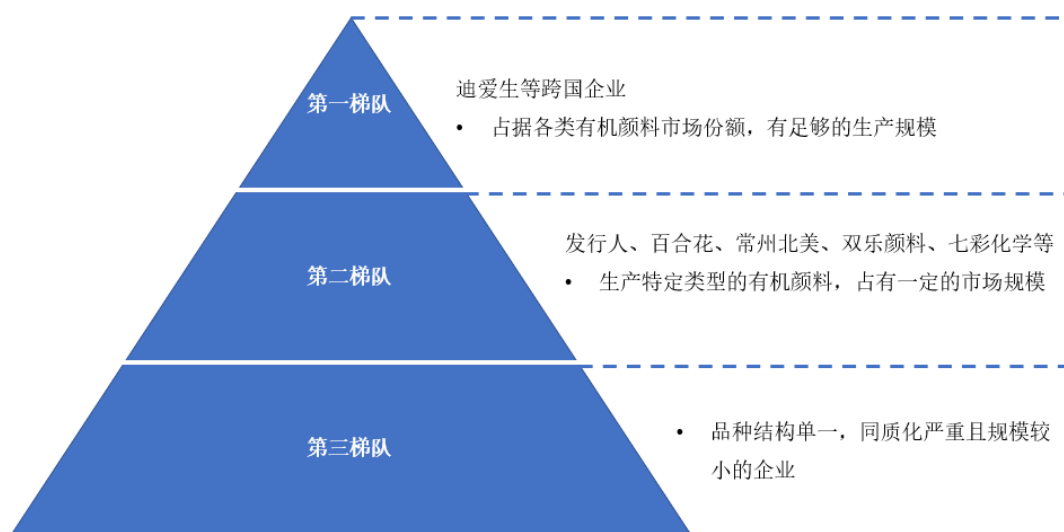 第一梯队
迪爱生等跨国企业
• 占据各类有机颜料市场份额，有足够的生产规模
第二梯队
发行人、百合花、常州北美、双乐颜料、七彩化学等
• 生产特定类型的有机颜料，占有一定的市场规模
第三梯队
• 品种结构单一，同质化严重且规模较
小的企业